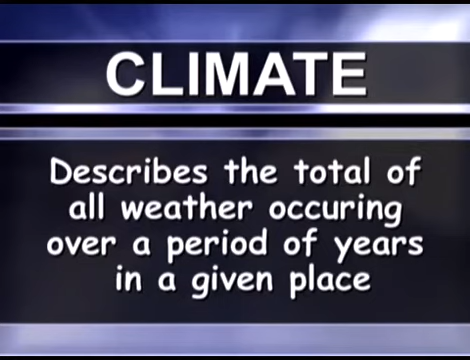 CLIMATE
Describes the total of
all weather occuring
over a period of years
in a given place